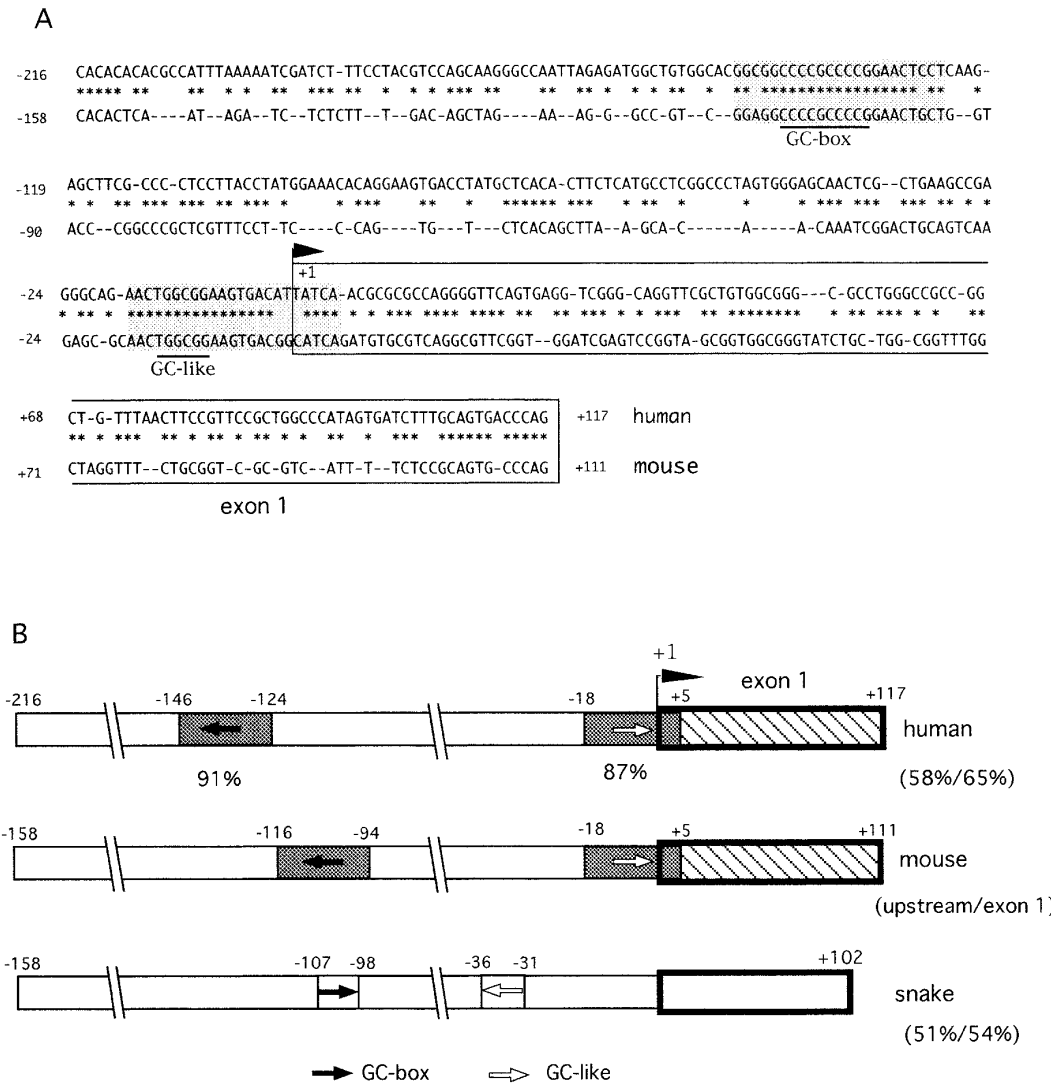 A
-216 CACACACACGCCATTTAAAAATCGATCT-TTCCTACGTCCAGCAAGGGCCAATTAGAGATGGCTGTGGCACGGCGGCCCCGCCCCGGAACTCCTCAAG-
***** ** ** *** ** *** * * ** *** ** ** * *** ** * ** ******************** ** *
-158 CACACTCA----AT--AGA--TC--TCTCTT--T-GAC-AGCTAG----AA--AG-G--GCC-GT--C--GGAGGCCCCGCCCCGGAACTGCTG--GT
GC-box
-119 AGCTTCG-CCC-CTCCTTACCTATGGAAACACAGGAAGTGACCTATGCTCACA-CTTCTCATGCCTCGGCCCTAGTGGGAGCAACTCG--CTGAAGCCGA
-90 ACC--CGGCCCGCTCGTTTCCT-TC----C-CAG----TG---T---CTCACAGCTTAA--A-GCA-C------A-----A-CAAATCGGACTGCAGTCAA
+1
-24 GGGCAG-AACTGGCGGAAGTGACATTATCA-ACGCGCGCCAGGGGTTCAGTGAGG-TCGGG-CAGGTTCGCTGTGGCGGG---C-GCCTGGGCCGCC-GG
-24 GAGC-GCAACTGGCGGAAGTGACGGCATCAGATGTGCGTCAGGCGTTCGGT--GGATCGAGTCCGGTA-GCGGTGGCGGGTATCTGC-TGG-CGGTTTGG
GC-like
+68 CT-G-TTTAACTTCCGTTCCGCTGGCCCATAGTGATCTTTGCAGTGACCCAG +117 human
** * *** ** * ** * ** * ** ** * *** ****** *****
+71 CTAGGTTT--CTGCGGT-C-GC-GTC--ATT-T--TCTCCGCAGTG-CCCAG +111 mouse
exon 1
B
+1
exon 1
-216 -146 -124 -18 +5 +117
human
91% 87% (58%/65%)
-158 -116 -94 -18 +5 +111
mouse
(upstream/exon 1)
-158 -107 -98 -36 -31 +102
snake
(51%/54%)
GC-box GC-like